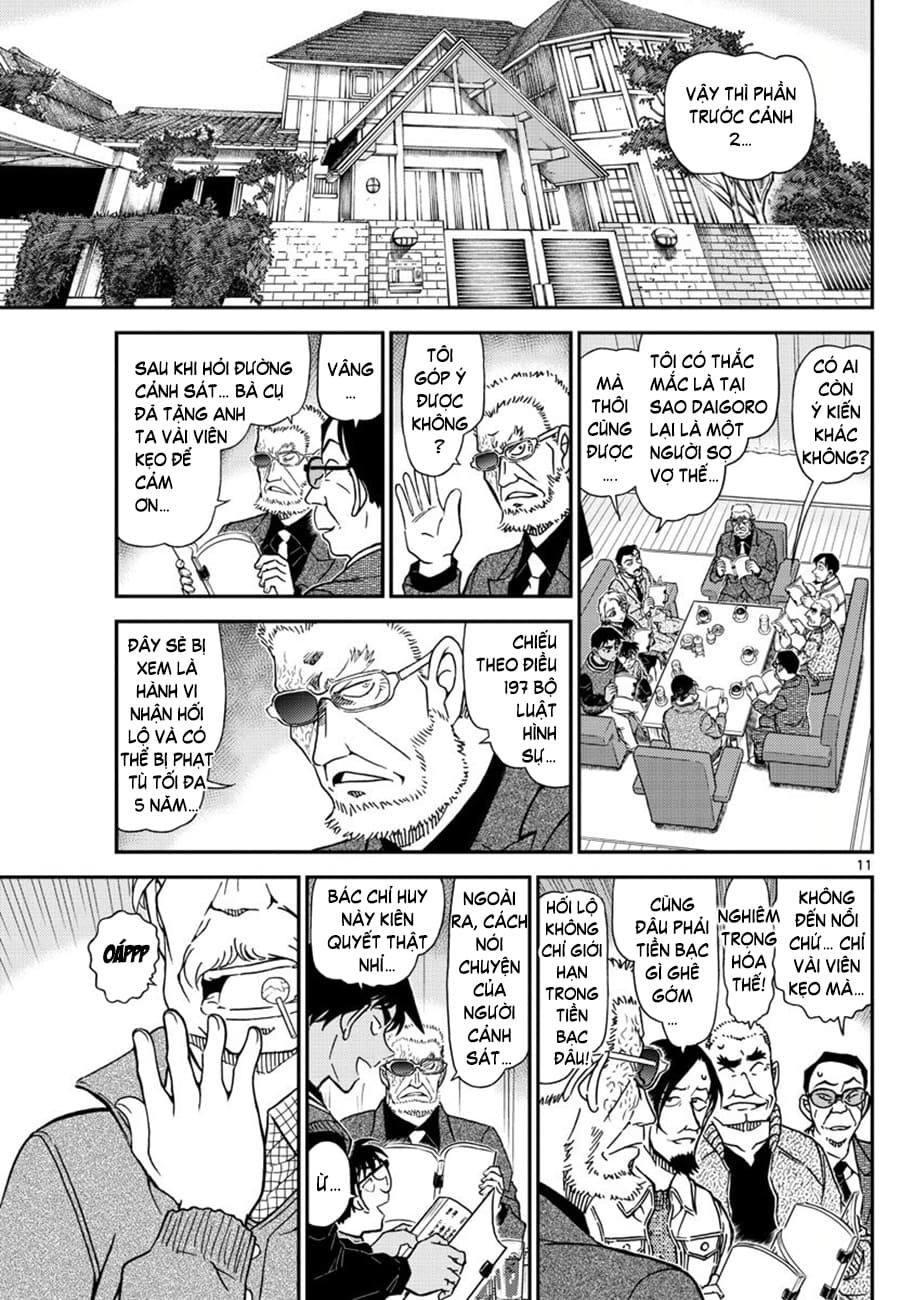 VẬY THÌ PHẦN
TRƯỚC CẢNH
2...
CÓ AI
CÒN
Ý KIẾN
KHÁC
KHÔNG?
TÔI CÓ THẮC
MẮC LÀ TẠI
SAO DAIGORO
LẠI LÀ MỘT
NGƯỜI SỢ
VỢ THẾ...
MÀ
THÔI
CŨNG
ĐƯỢC
....
TÔI
GÓP Ý
ĐƯỢC
KHÔNG
?
VÂNG
...
SAU KHI HỎI ĐƯỜNG
CẢNH SÁT... BÀ CỤ
ĐÃ TẶNG ANH
TA VÀI VIÊN
KẸO ĐỂ
CẢM
ƠN...
CHIẾU
THEO ĐIỀU
197 BỘ
LUẬT
HÌNH
SỰ...
ĐÂY SẼ BỊ
XEM LÀ
HÀNH VI
NHẬN HỐI
LỘ VÀ CÓ
THỂ BỊ PHẠT
TÙ TỐI ĐA
5 NĂM...
11
KHÔNG
ĐẾN NỖI
CHỨ... CHỈ
VÀI VIÊN
KẸO MÀ...
NGHIÊM
TRỌNG
HÓA
THẾ!
CŨNG
ĐÂU PHẢI
TIỀN BẠC
GÌ GHÊ
GỚM
...
HỐI LỘ
KHÔNG
CHỈ GIỚI
HẠN TRONG
TIỀN
BẠC
ĐÂU!
NGOÀI
RA, CÁCH
NÓI
CHUYỆN
CỦA
NGƯỜI
CẢNH
SÁT...
BÁC CHỈ HUY
NÀY KIÊN
QUYẾT THẬT
NHỈ...
Ừ...
OÁPPP